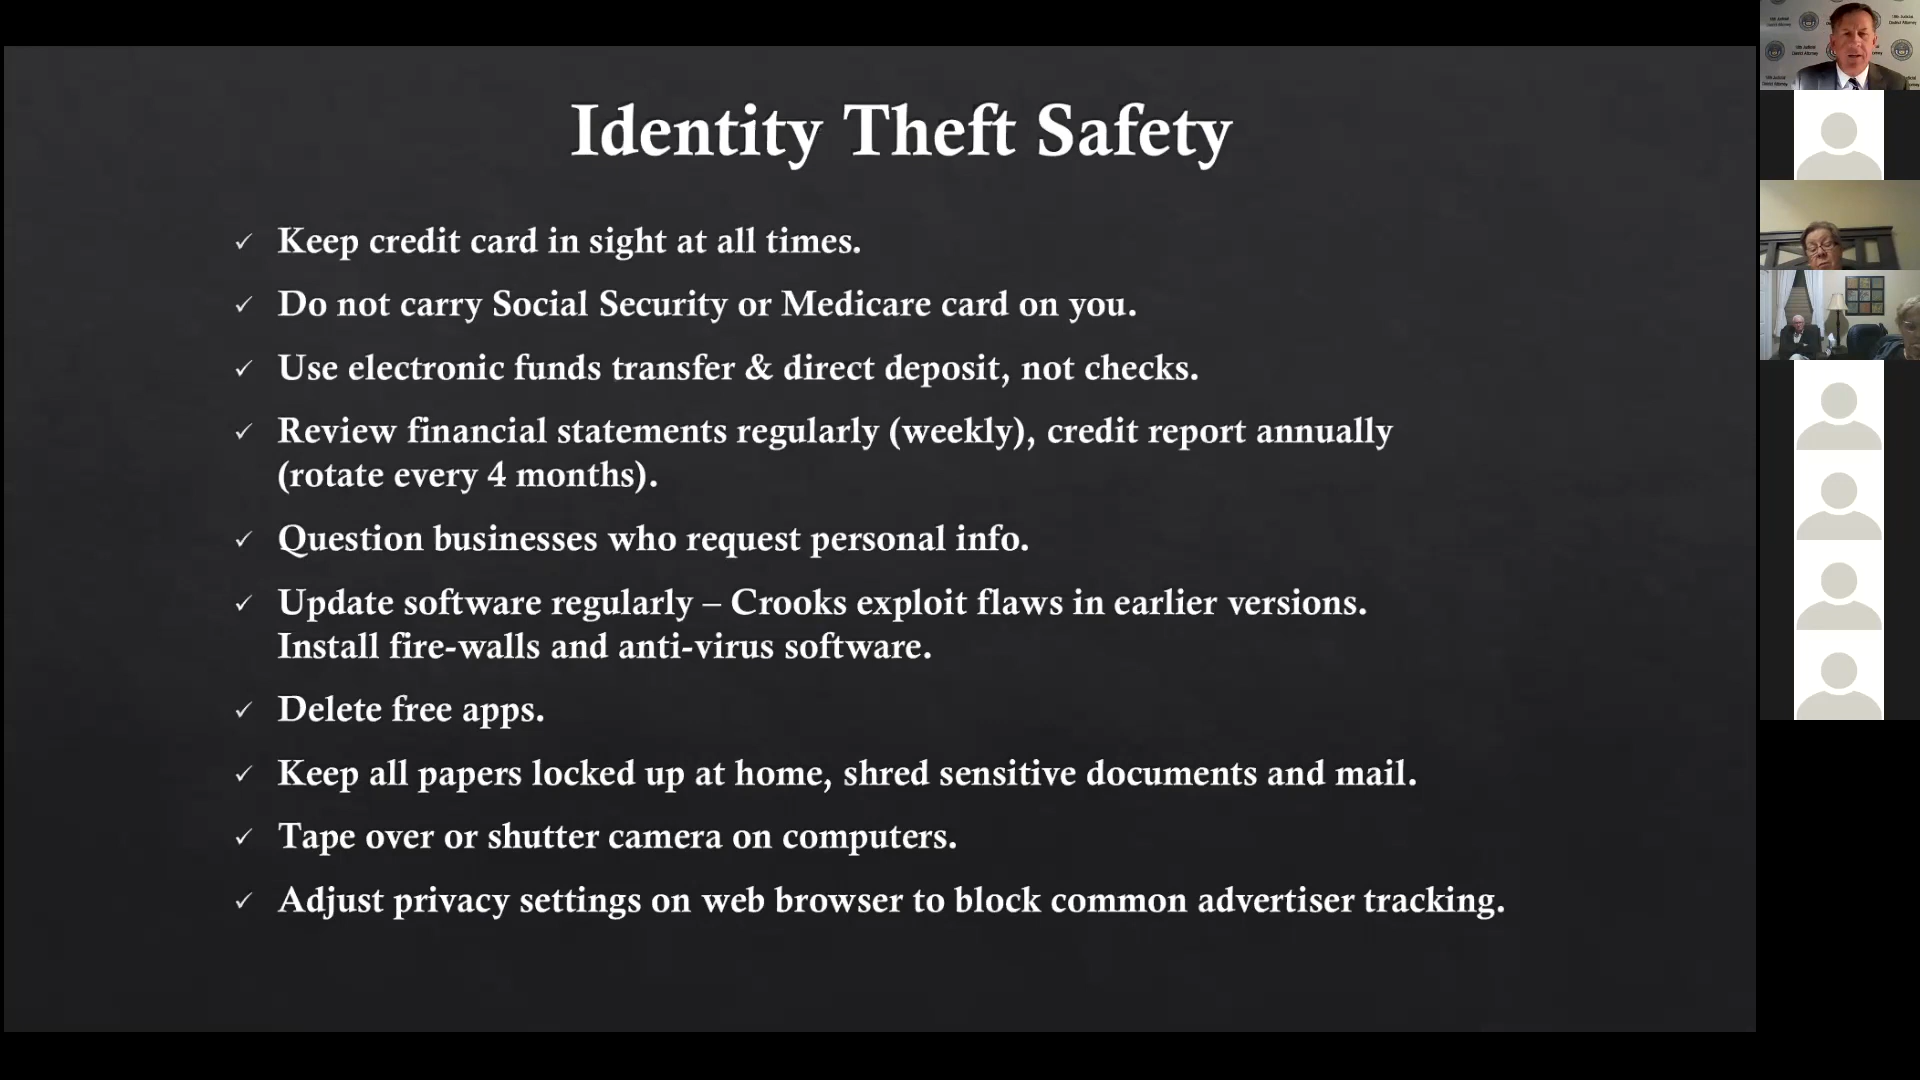 Identity Theft Safety
✓ Keep credit card in sight at all times.
✓ Do not carry Social Security or Medicare card on you.
✓ Use electronic funds transfer & direct deposit, not checks.
✓ Review financial statements regularly (weekly), credit report annually
(rotate every 4 months).
✓ Question businesses who request personal info.
✓ Update software regularly – Crooks exploit flaws in earlier versions.
Install fire-walls and anti-virus software.
✓ Delete free apps.
✓ Keep all papers locked up at home, shred sensitive documents and mail.
✓ Tape over or shutter camera on computers.
✓ Adjust privacy settings on web browser to block common advertiser tracking.